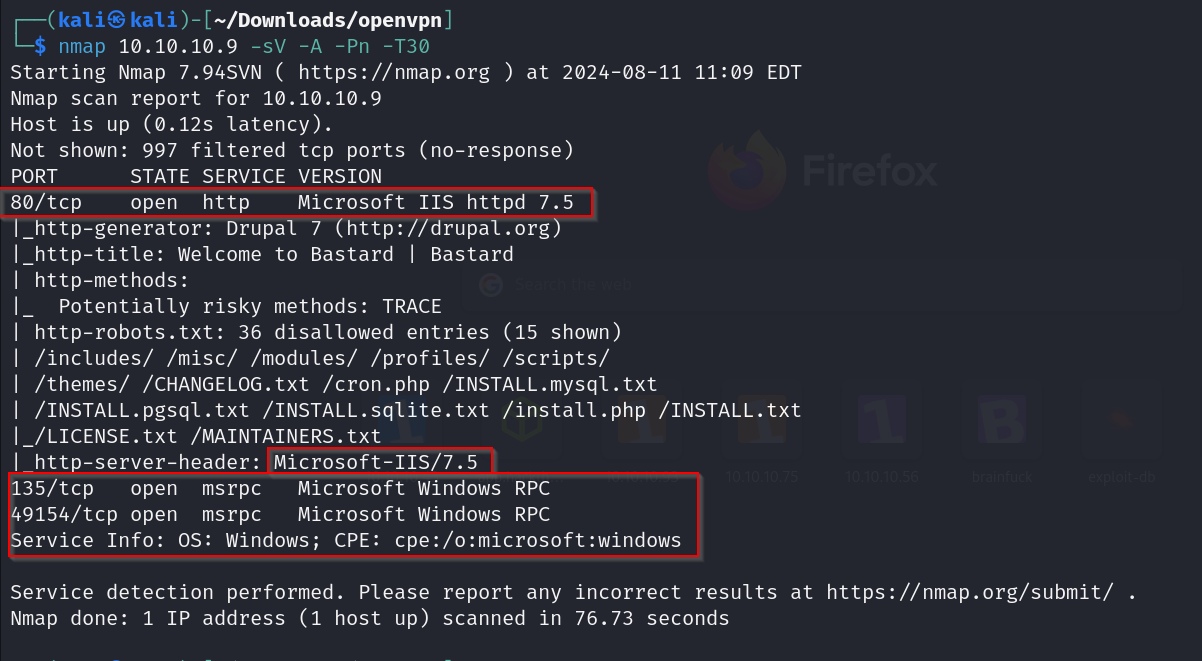 ┌──(kali㉿kali)-[~/Downloads/openvpn]
└─$ nmap 10.10.10.9 -sV -A -Pn -T30
Starting Nmap 7.94SVN ( https://nmap.org ) at 2024-08-11 11:09 EDT
Nmap scan report for 10.10.10.9
Host is up (0.12s latency).
Not shown: 997 filtered tcp ports (no-response)
PORT      STATE SERVICE VERSION
80/tcp    open  http    Microsoft IIS httpd 7.5
|_http-generator: Drupal 7 (http://drupal.org)
|_http-title: Welcome to Bastard | Bastard
| http-methods:
|_  Potentially risky methods: TRACE
| http-robots.txt: 36 disallowed entries (15 shown)
| /includes/ /misc/ /modules/ /profiles/ /scripts/
| /themes/ /CHANGELOG.txt /cron.php /INSTALL.mysql.txt
| /INSTALL.pgsql.txt /INSTALL.sqlite.txt /install.php /INSTALL.txt
|_/LICENSE.txt /MAINTAINERS.txt
|_http-server-header: Microsoft-IIS/7.5
135/tcp   open  msrpc   Microsoft Windows RPC
49154/tcp open  msrpc   Microsoft Windows RPC
Service Info: OS: Windows; CPE: cpe:/o:microsoft:windows
Service detection performed. Please report any incorrect results at https://nmap.org/submit/ .
Nmap done: 1 IP address (1 host up) scanned in 76.73 seconds
Firefox
Search the web
10.10.10.75
10.10.10.56
brainfuck
exploit-db